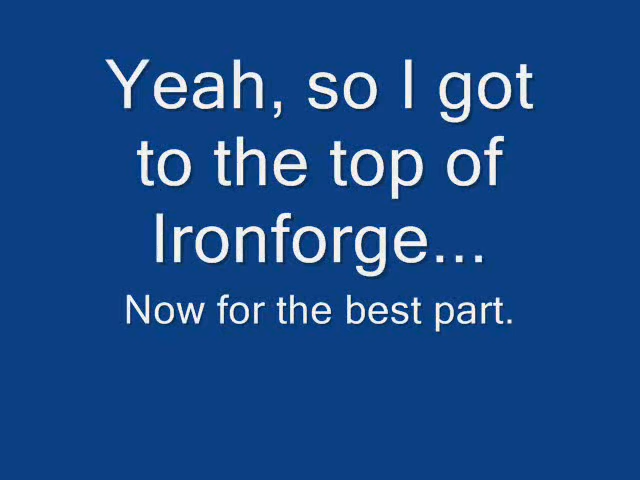 Yeah, so I got
to the top of
Ironforge...
Now for the best part.